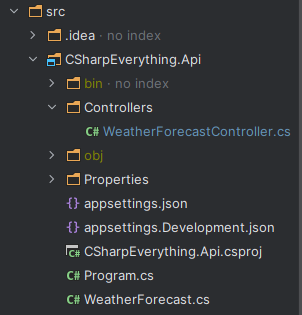 src
.idea · no index
CSharpEverything.Api
bin · no index
Controllers
C# WeatherForecastController.cs
obj
Properties
{} appsettings.json
{} appsettings.Development.json
CSharpEverything.Api.csproj
C# Program.cs
C# WeatherForecast.cs